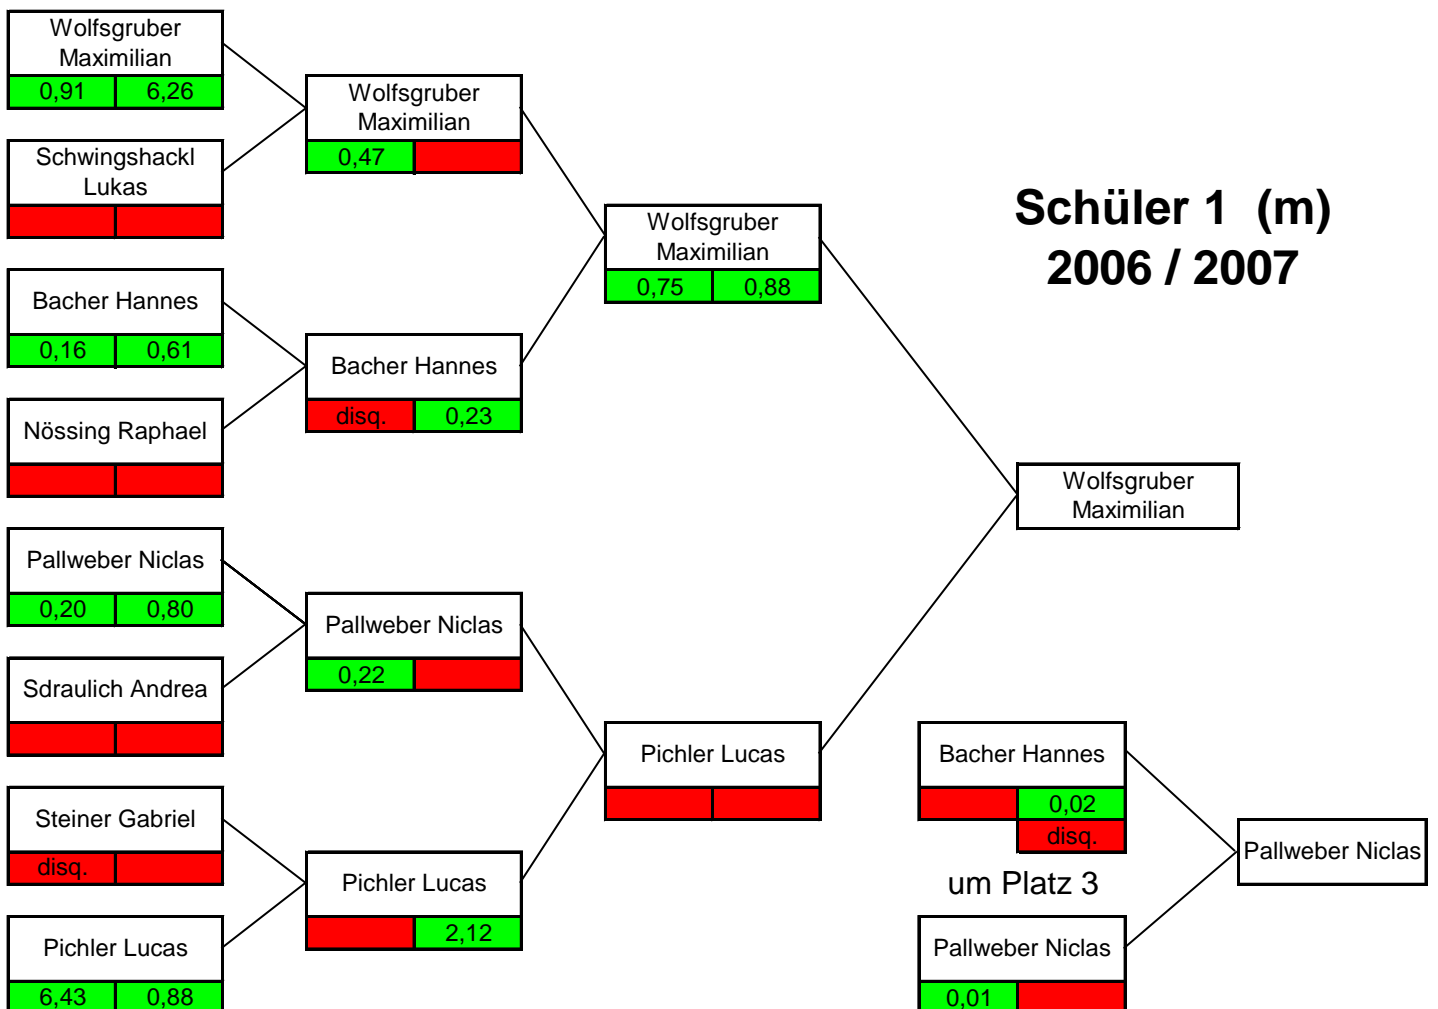 Wolfsgruber
Maximilian
0,91 6,26
Schwingshackl
Lukas
Bacher Hannes
0,16 0,61
Nössing Raphael
Pallweber Niclas
0,20 0,80
Sdraulich Andrea
Steiner Gabriel
disq.
Pichler Lucas
6,43 0,88
Wolfsgruber
Maximilian
0,47
Bacher Hannes
disq. 0,23
Pallweber Niclas
0,22
Pichler Lucas
2,12
Wolfsgruber
Maximilian
0,75 0,88
Pichler Lucas
Schüler 1 (m)
2006 / 2007
Wolfsgruber
Maximilian
Bacher Hannes
0,02
disq.
um Platz 3
Pallweber Niclas
0,01
Pallweber Niclas